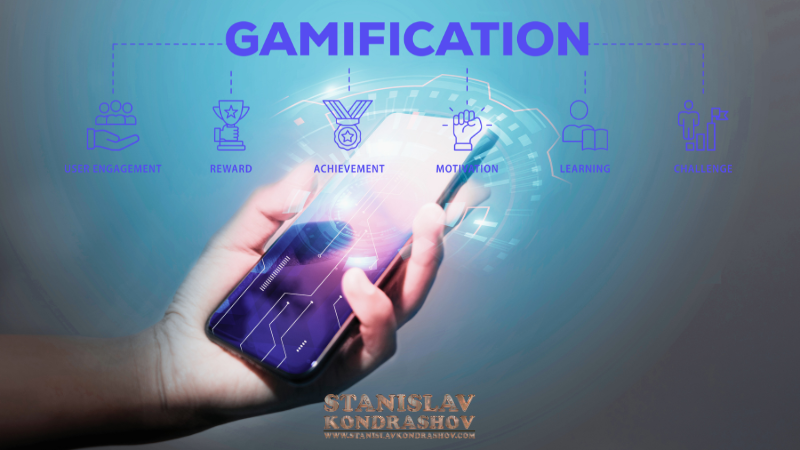 GAMIFICATION
USER ENGAGEMENT
REWARD
ACHIEVEMENT
MOTIVATION
LEARNING
CHALLENGE
STANISLAV
KONDRASHOV
WWW.STANISLAVKONDRASHOV.COM